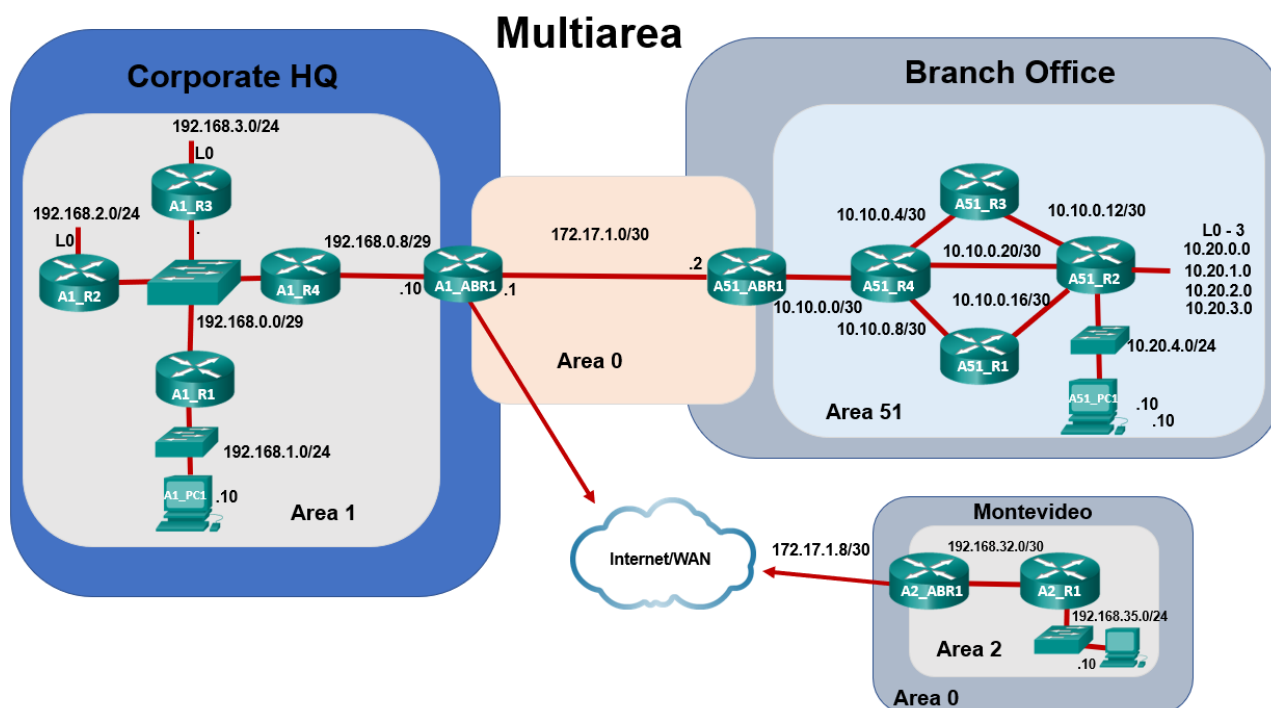 Multiarea
Corporate HQ
192.168.3.0/24
L0
A1_R3
.
192.168.2.0/24
L0
A1_R2
192.168.0.8/29
A1_R4
.10
A1_ABR1
.1
192.168.0.0/29
A1_R1
192.168.1.0/24
A1_PC1
.10
Area 1
172.17.1.0/30
.2
Area 0
Branch Office
A51_ABR1
10.10.0.0/30
A51_R4
10.10.0.4/30
A51_R3
10.10.0.12/30
10.10.0.20/30
A51_R2
10.10.0.16/30
10.10.0.8/30
A51_R1
L0 - 3
10.20.0.0
10.20.1.0
10.20.2.0
10.20.3.0
10.20.4.0/24
A51_PC1
.10
.10
Area 51
Internet/WAN
172.17.1.8/30
Montevideo
192.168.32.0/30
A2_ABR1
A2_R1
192.168.35.0/24
.10
Area 2
Area 0